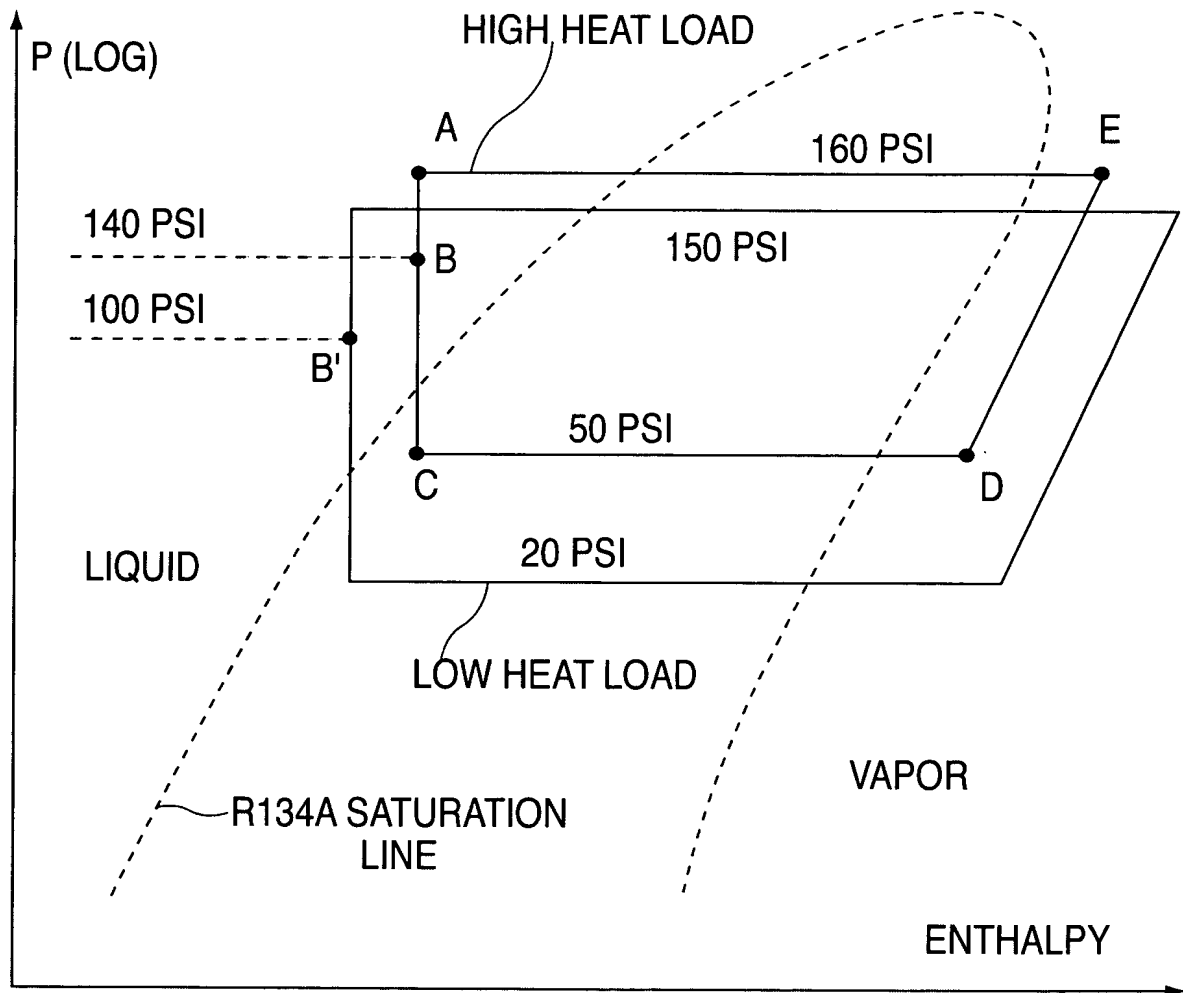 HIGH HEAT LOAD
P (LOG)
A
E
160 PSI
140 PSI
B
150 PSI
100 PSI
B'
50 PSI
C
D
20 PSI
LIQUID
LOW HEAT LOAD
VAPOR
R134A SATURATION
LINE
ENTHALPY